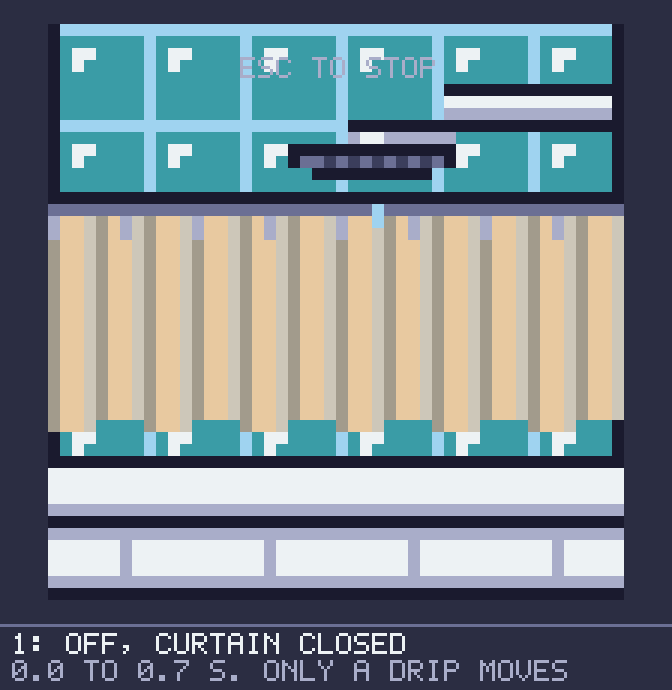 ESC TO STOP
1: OFF, CURTAIN CLOSED
0.0 TO 0.7 S. ONLY A DRIP MOVES